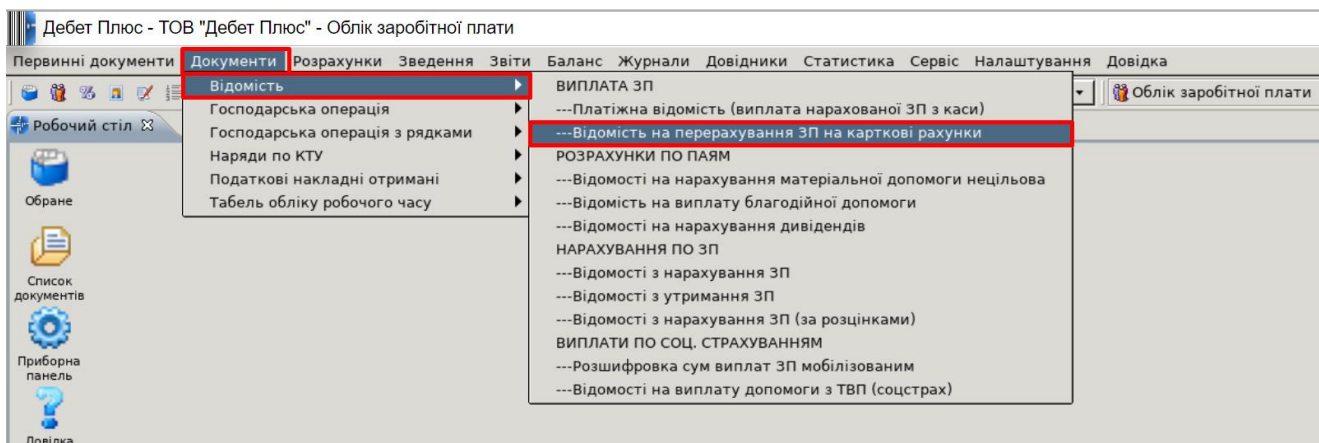 Дебет Плюс - ТОВ "Дебет Плюс" - Облік заробітної плати
Первинні документи Документи Розрахунки Зведення Звіти Баланс Журнали Довідники Статистика Сервіс Налаштування Довідка
Облік заробітної плати
Робочий стіл
Відомість
Господарська операція
Господарська операція з рядками
Наряди по КТУ
Податкові накладні отримані
Табель обліку робочого часу
ВИПЛАТА ЗП
---Платіжна відомість (виплата нарахованої ЗП з каси)
---Відомість на перерахування ЗП на карткові рахунки
РОЗРАХУНКИ ПО ПАЯМ
---Відомості на нарахування матеріальної допомоги нецільова
---Відомість на виплату благодійної допомоги
---Відомості на нарахування дивідендів
НАРАХУВАННЯ ПО ЗП
---Відомості з нарахування ЗП
---Відомості з утримання ЗП
---Відомості з нарахування ЗП (за розцінками)
ВИПЛАТИ ПО СОЦ. СТРАХУВАННЯМ
---Розшифровка сум виплат ЗП мобілізованим
---Відомості на виплату допомоги з ТВП (соцстрах)
Обране
Список
документів
Приборна
панель
Довідка